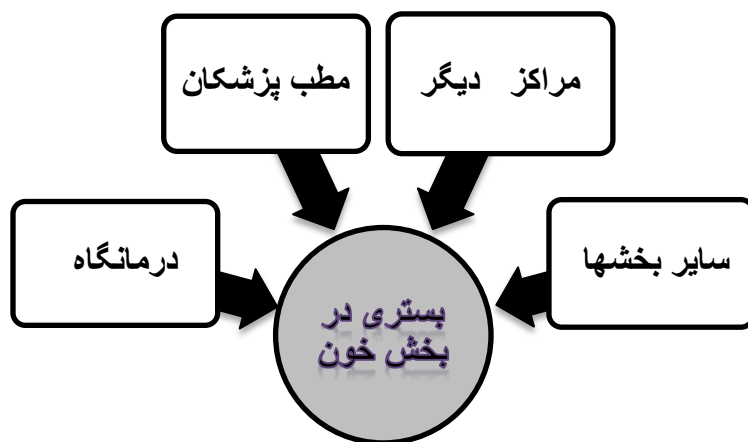 مراکز دیگر
مطب پزشکان
سایر بخشها
درمانگاه
بستری در
بخش خون